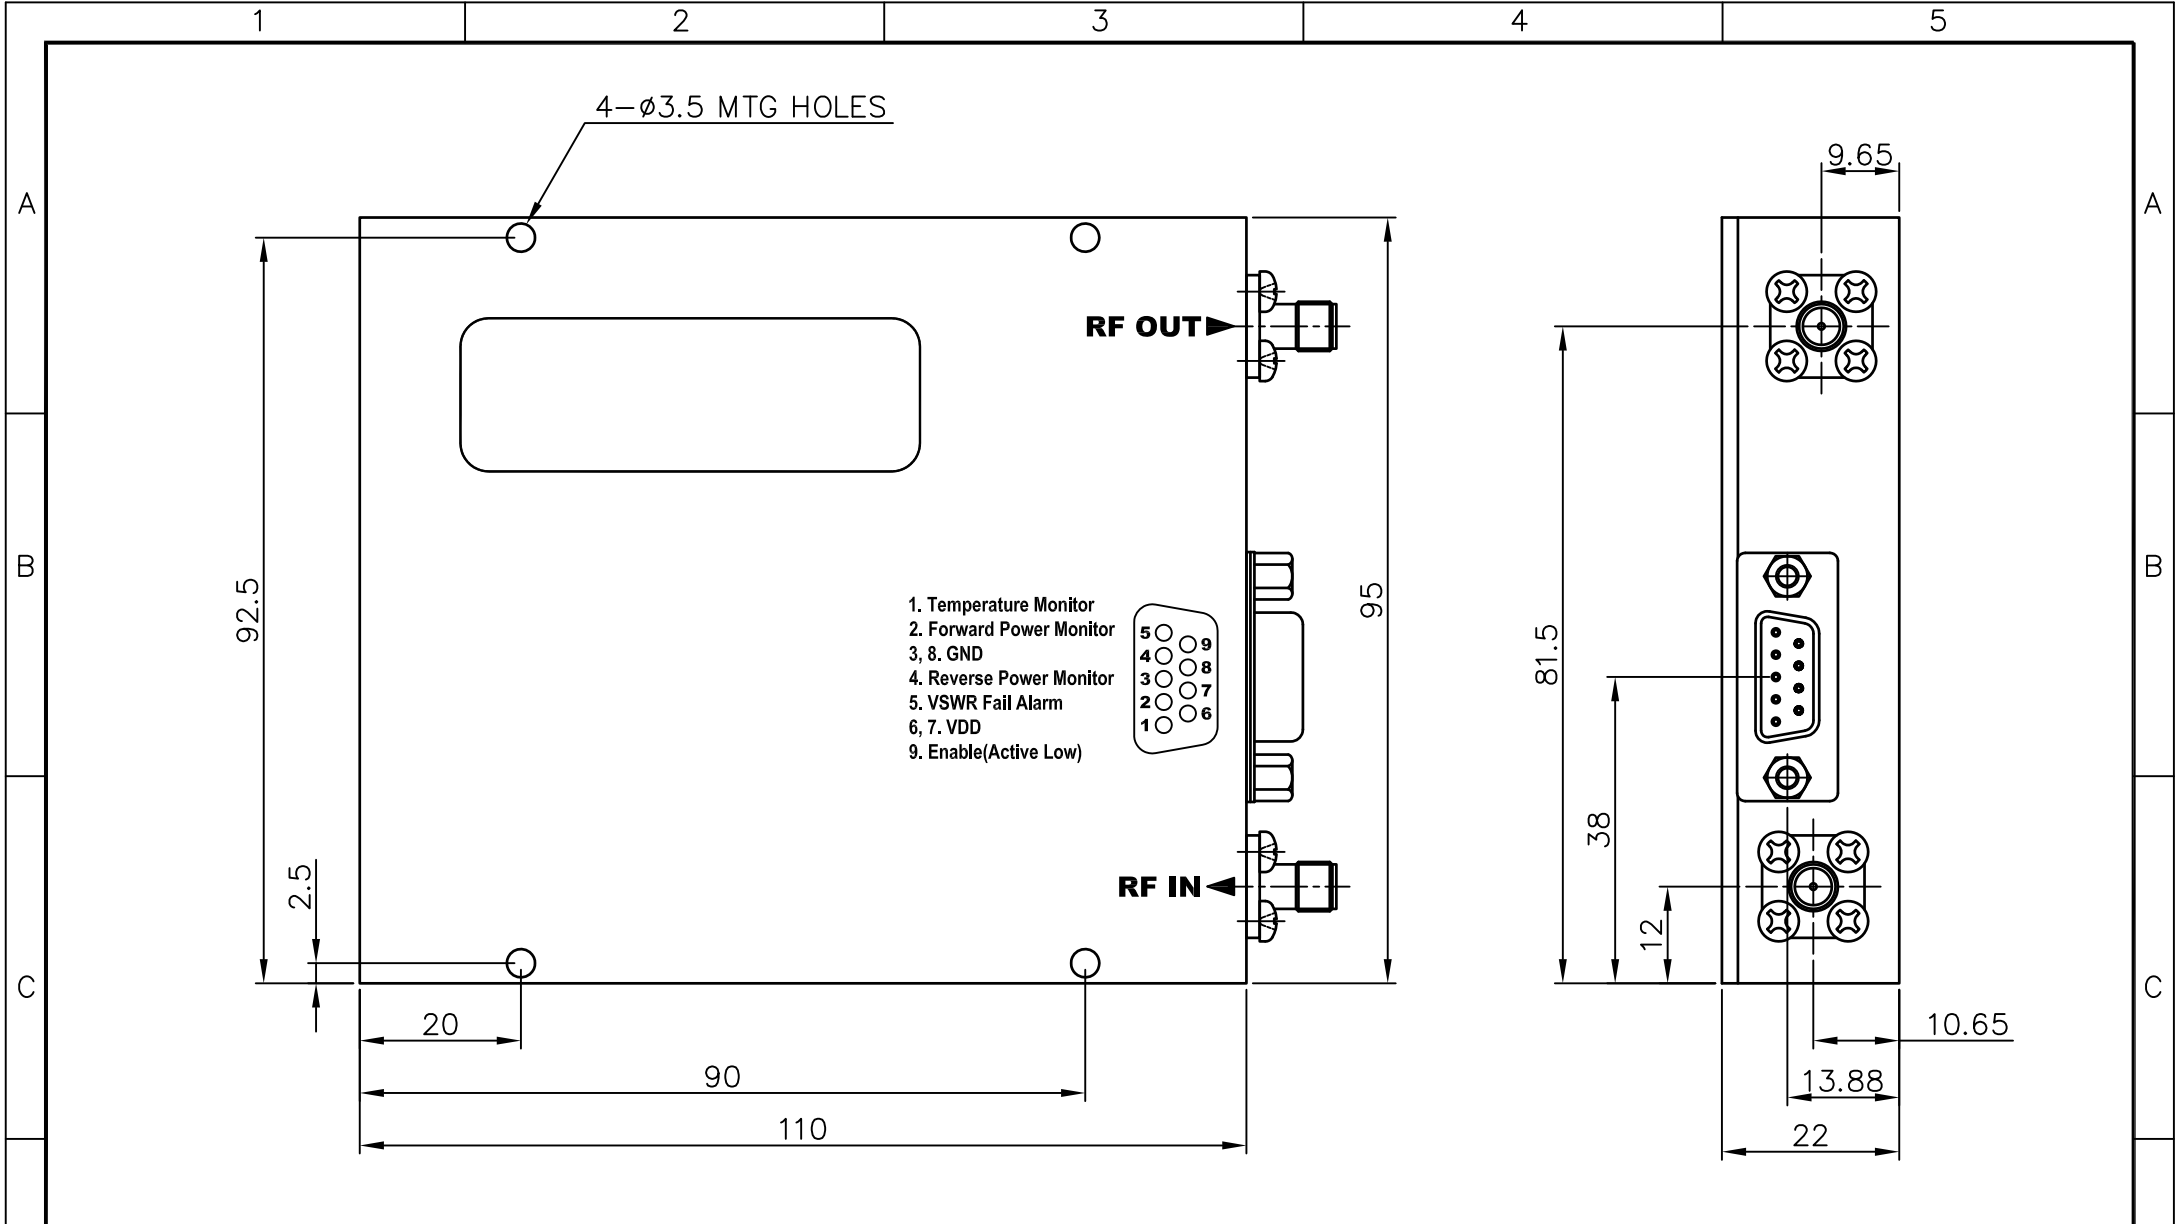 1 2 3 4 5
4-ø3.5 MTG HOLES
9.65
A A
RF OUT
B B
92.5
95
81.5
1. Temperature Monitor
2. Forward Power Monitor
3, 8. GND
4. Reverse Power Monitor
5. VSWR Fail Alarm
6, 7. VDD
9. Enable(Active Low)
5
9
4
8
3
7
2
6
1
38
2.5
RF IN
12
C C
20
10.65
90
13.88
110
22